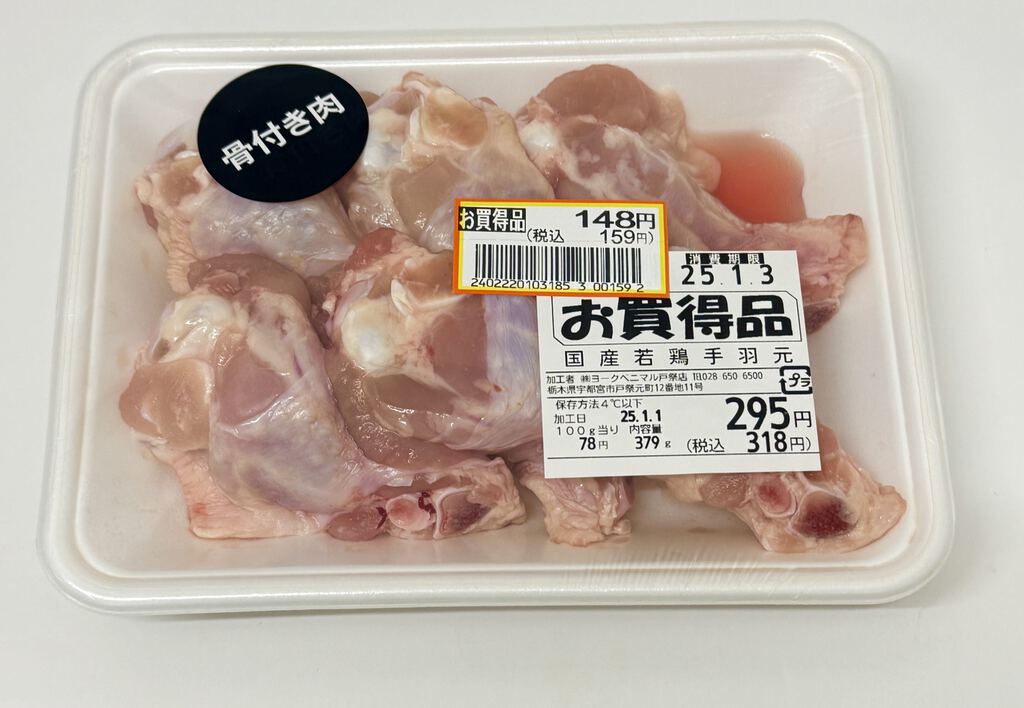 骨付き肉
お買得品 148円
(税込 159円)
2402220103185 3 00159 2
消費期限
25.1.3
お買得品
国産若鶏手羽元
加工者 ㈱ヨークベニマル戸祭店 ℡028 650 6500
栃木県宇都宮市戸祭元町12番地11号
プラ
保存方法4℃以下
加工日 25.1.1
295円
100g当り 内容量
78円 379g (税込 318円)